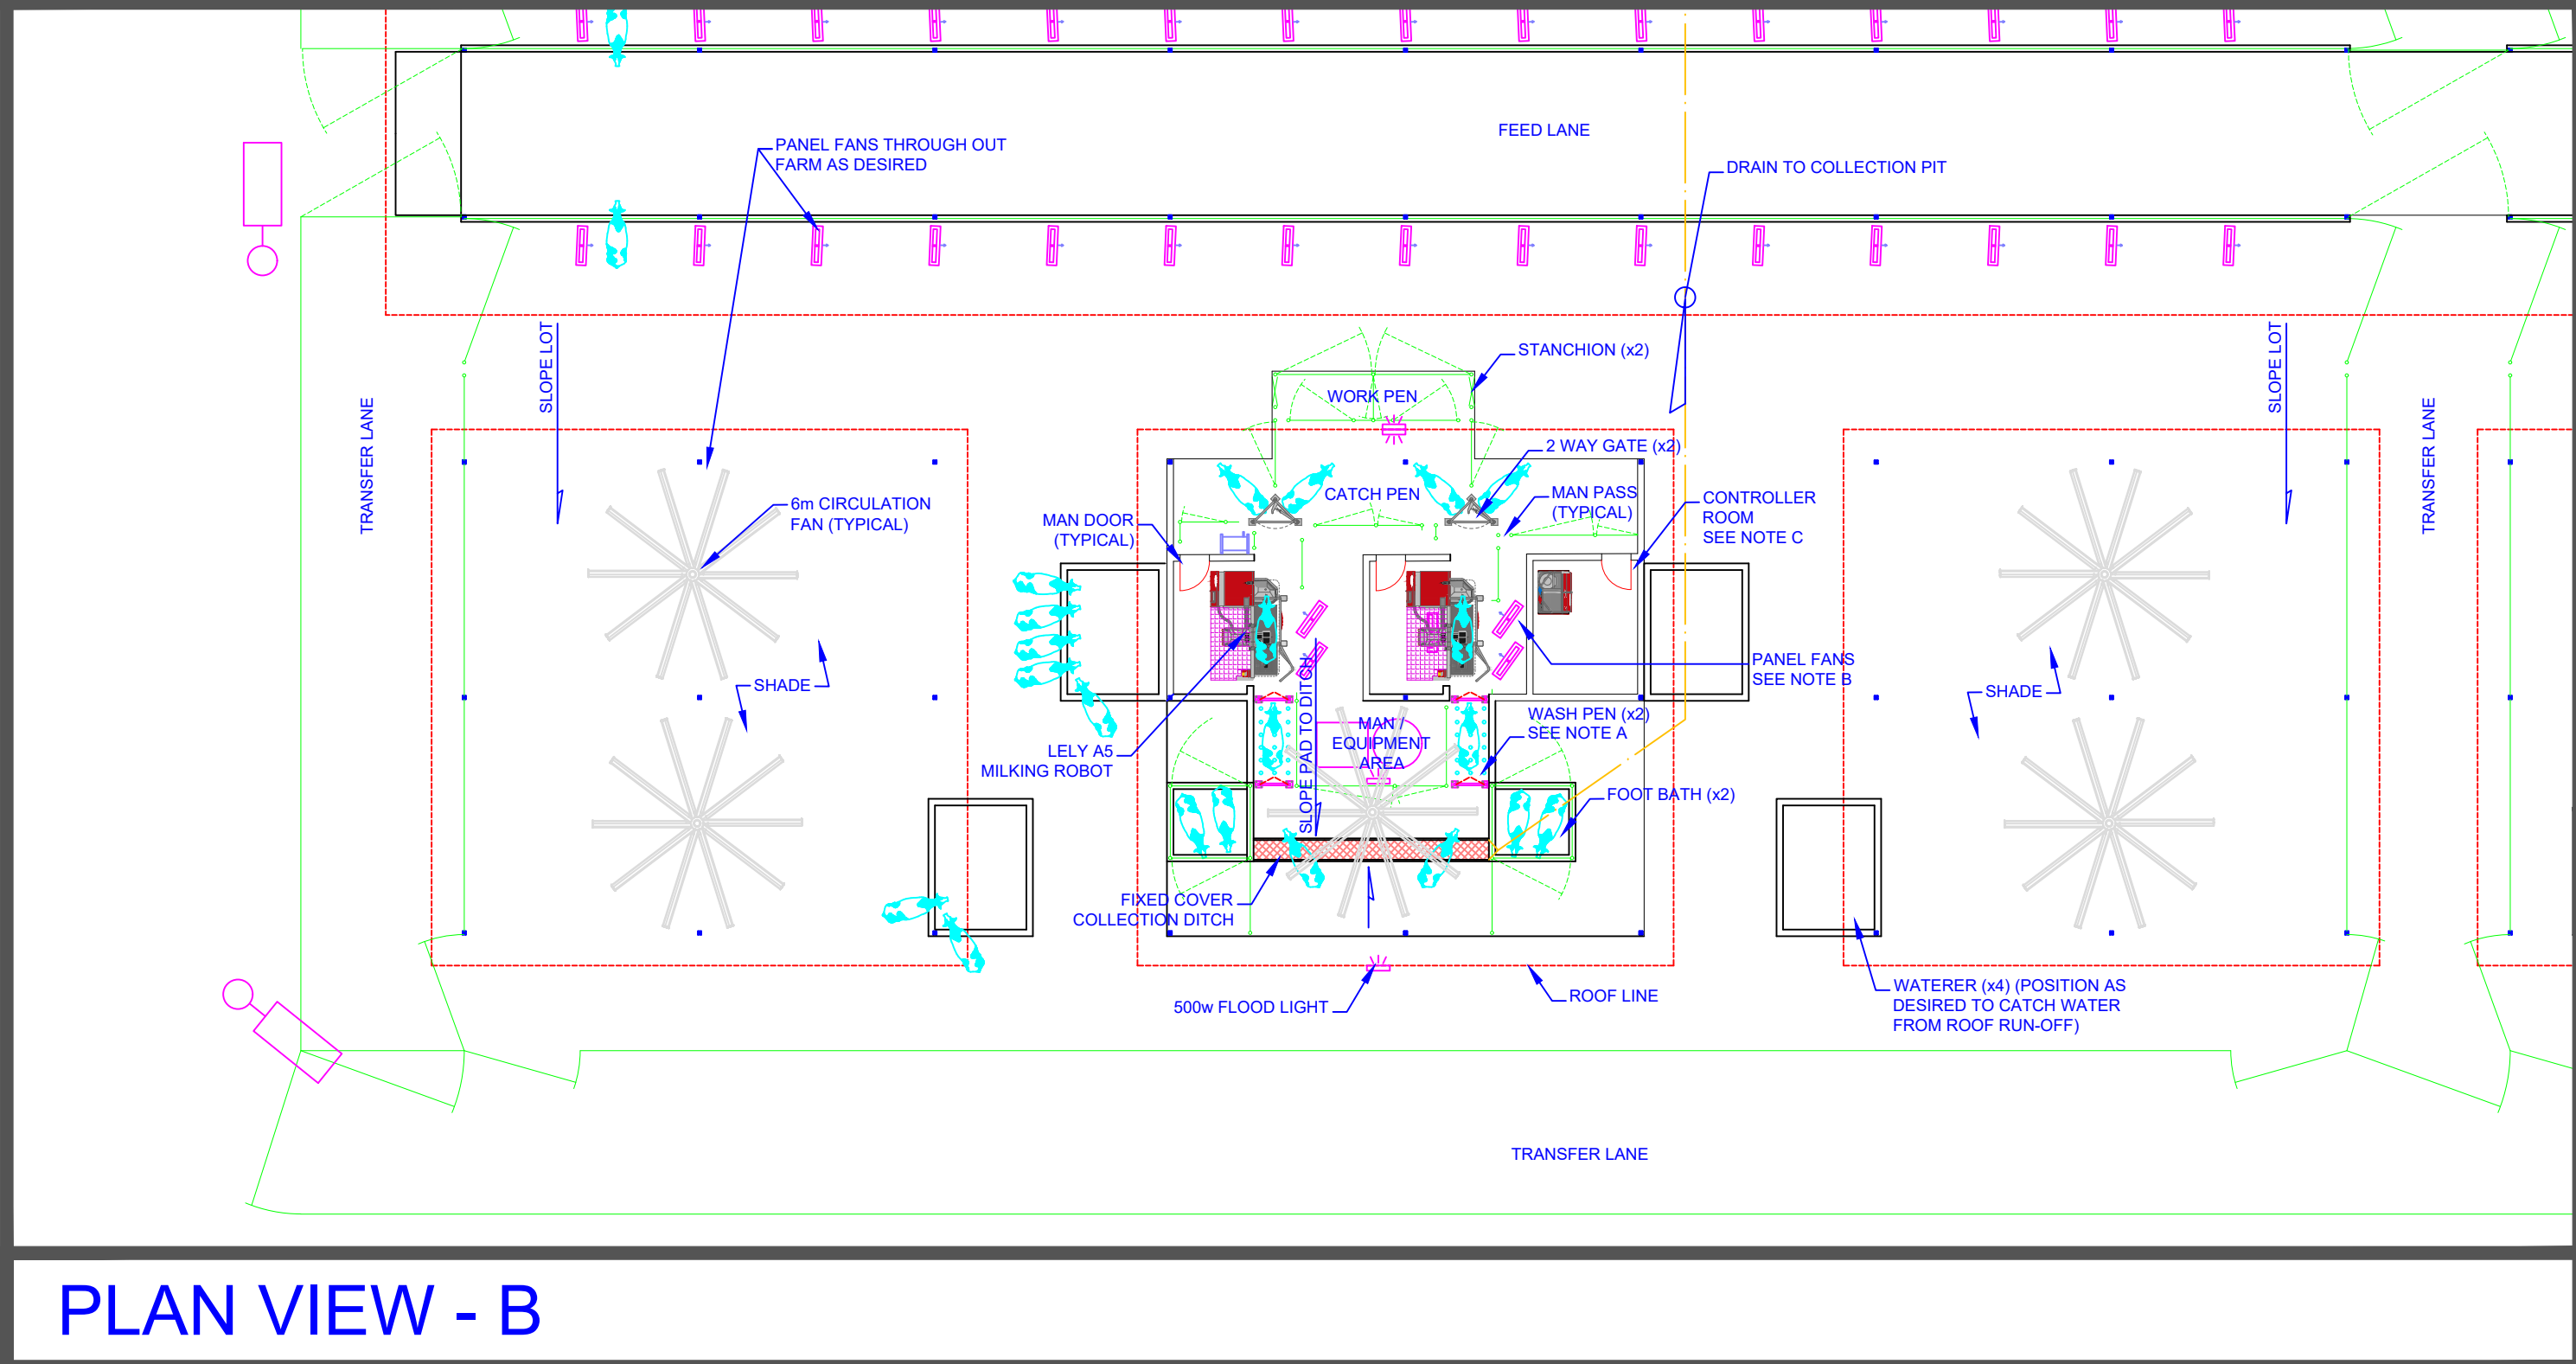 FEED LANE
PANEL FANS THROUGH OUT
FARM AS DESIRED
DRAIN TO COLLECTION PIT
SLOPE LOT
SLOPE LOT
STANCHION (x2)
WORK PEN
TRANSFER LANE
TRANSFER LANE
2 WAY GATE (x2)
CATCH PEN
MAN PASS
(TYPICAL)
6m CIRCULATION
FAN (TYPICAL)
CONTROLLER
ROOM
SEE NOTE C
MAN DOOR
(TYPICAL)
PANEL FANS
SEE NOTE B
SHADE
SHADE
WASH PEN (x2)
SEE NOTE A
MAN /
EQUIPMENT
AREA
SLOPE PAD TO DITCH
LELY A5
MILKING ROBOT
FOOT BATH (x2)
FIXED COVER
COLLECTION DITCH
WATERER (x4) (POSITION AS
DESIRED TO CATCH WATER
FROM ROOF RUN-OFF)
ROOF LINE
500w FLOOD LIGHT
TRANSFER LANE
PLAN VIEW - B